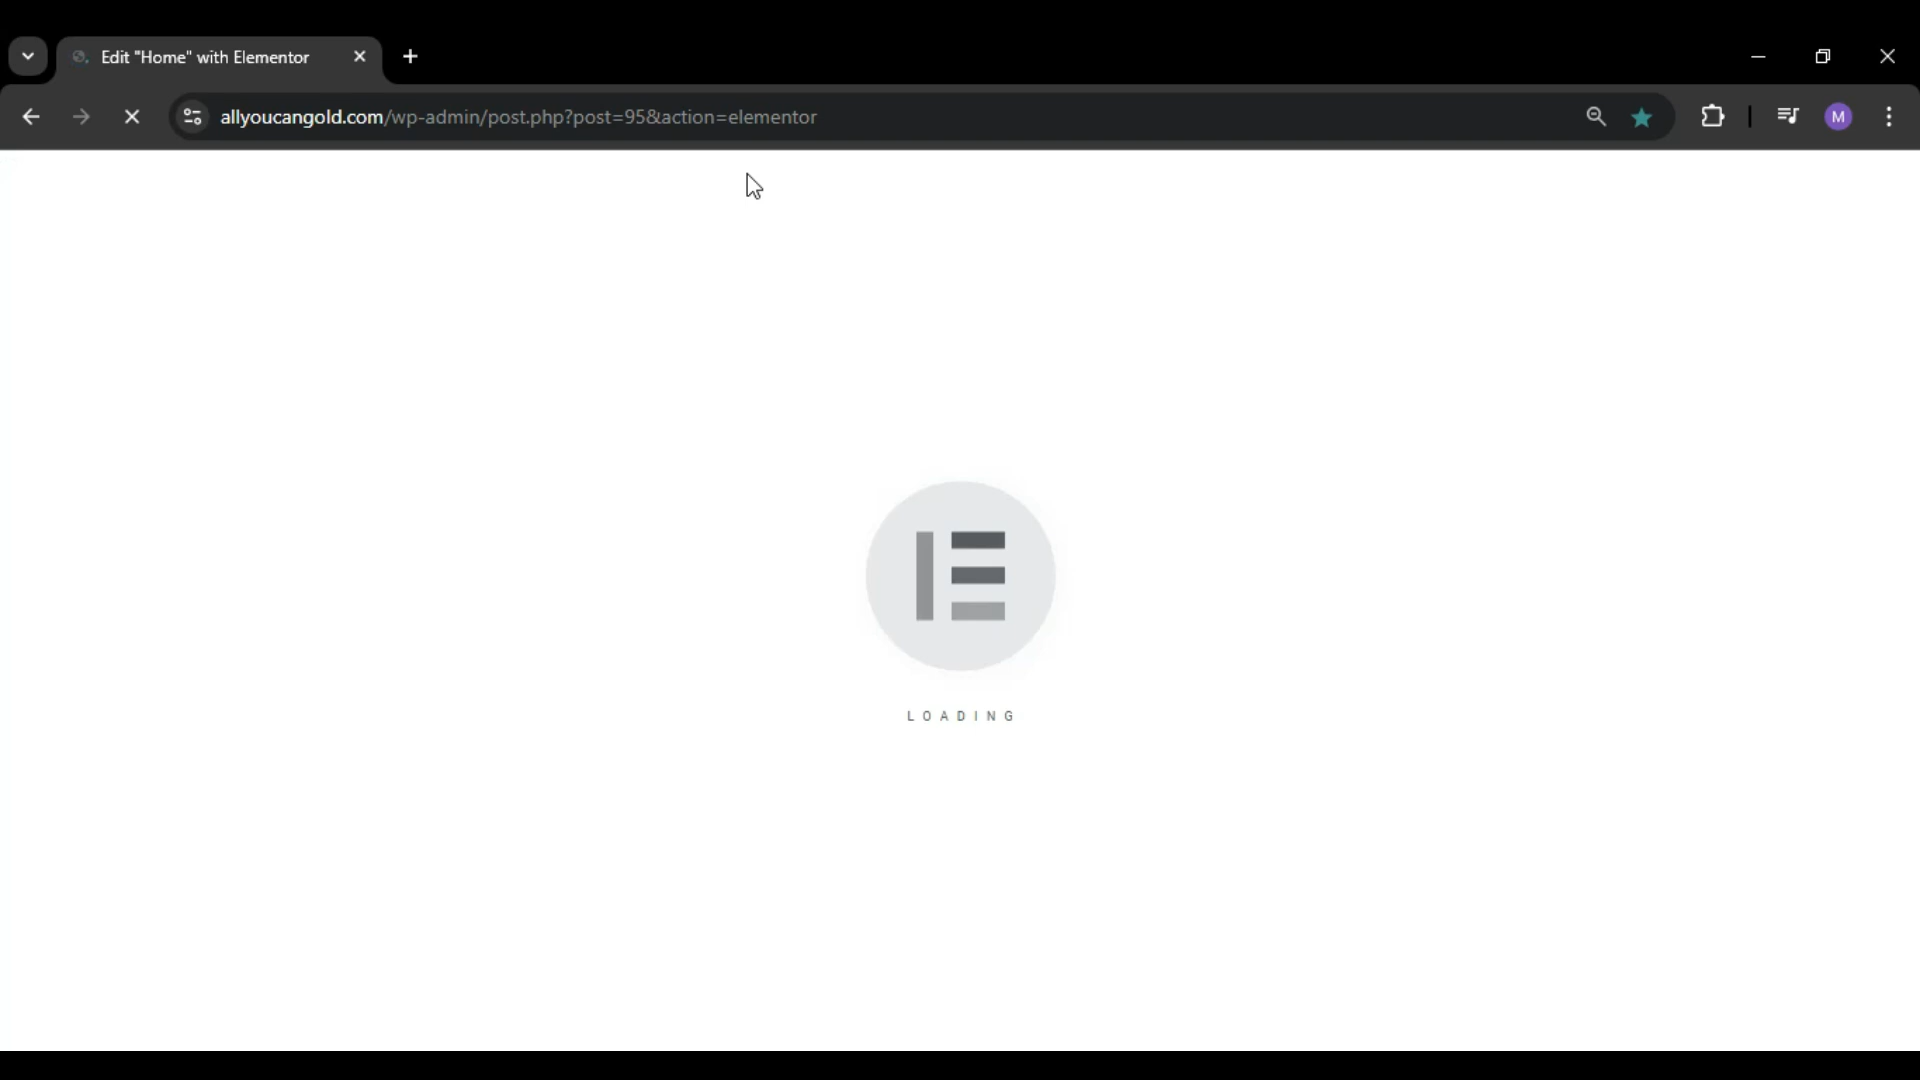 Edit "Home" with Elementor
allyoucangold.com/wp-admin/post.php?post=95&action=elementor
M
LOADING